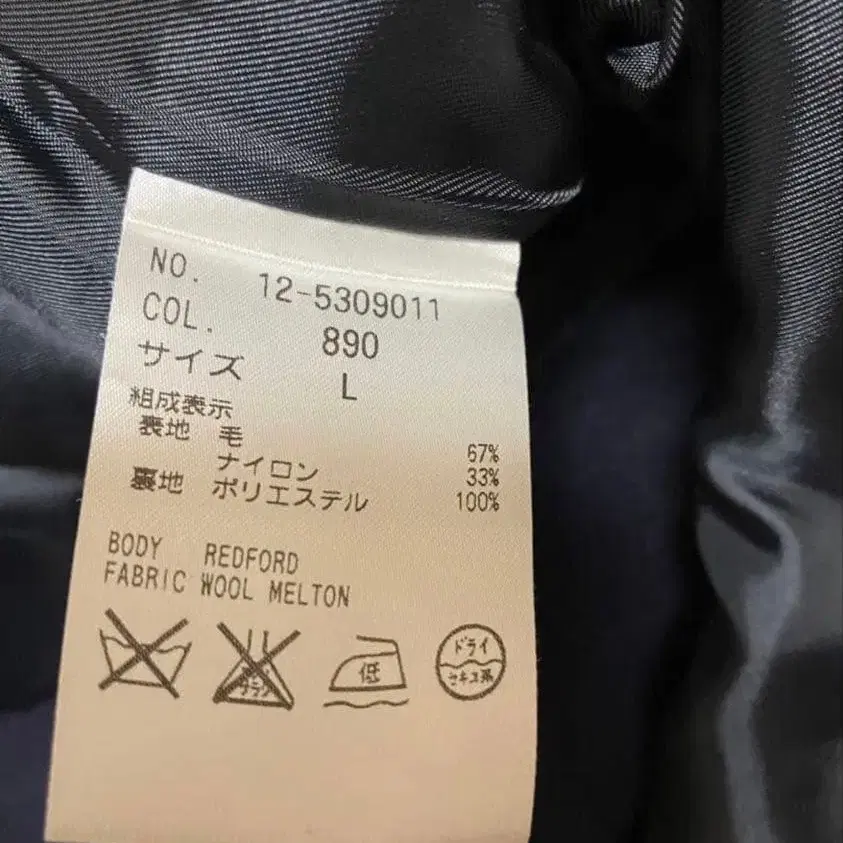 NO. 12-5309011
COL. 890
サイズ L
組成表示
表地 毛 67%
ナイロン 33%
裏地 ポリエステル 100%
BODY REDFORD
FABRIC WOOL MELTON
低
ドライ
セキユ系